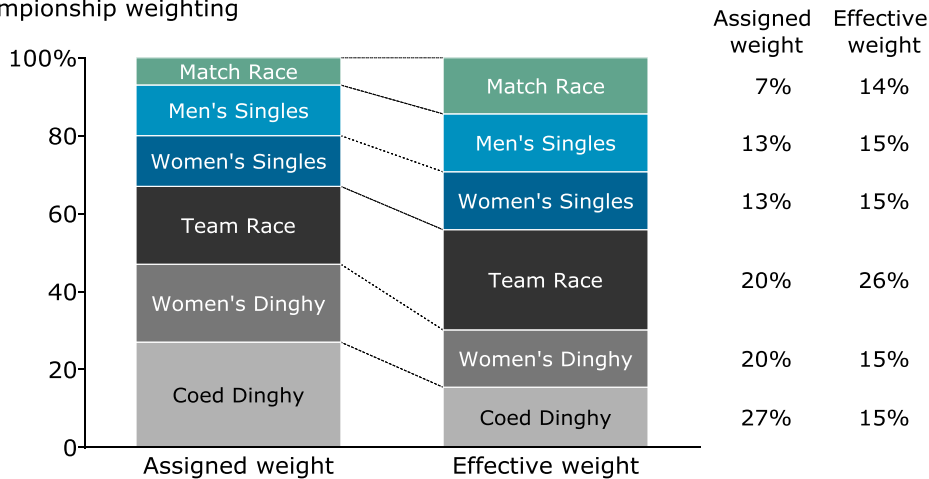 mpionship weighting
Assigned Effective
weight weight
100%
80
60
40
20
0
Match Race
Men's Singles
Women's Singles
Team Race
Women's Dinghy
Coed Dinghy
Match Race
Men's Singles
Women's Singles
Team Race
Women's Dinghy
Coed Dinghy
7% 14%
13% 15%
13% 15%
20% 26%
20% 15%
27% 15%
Assigned weight Effective weight